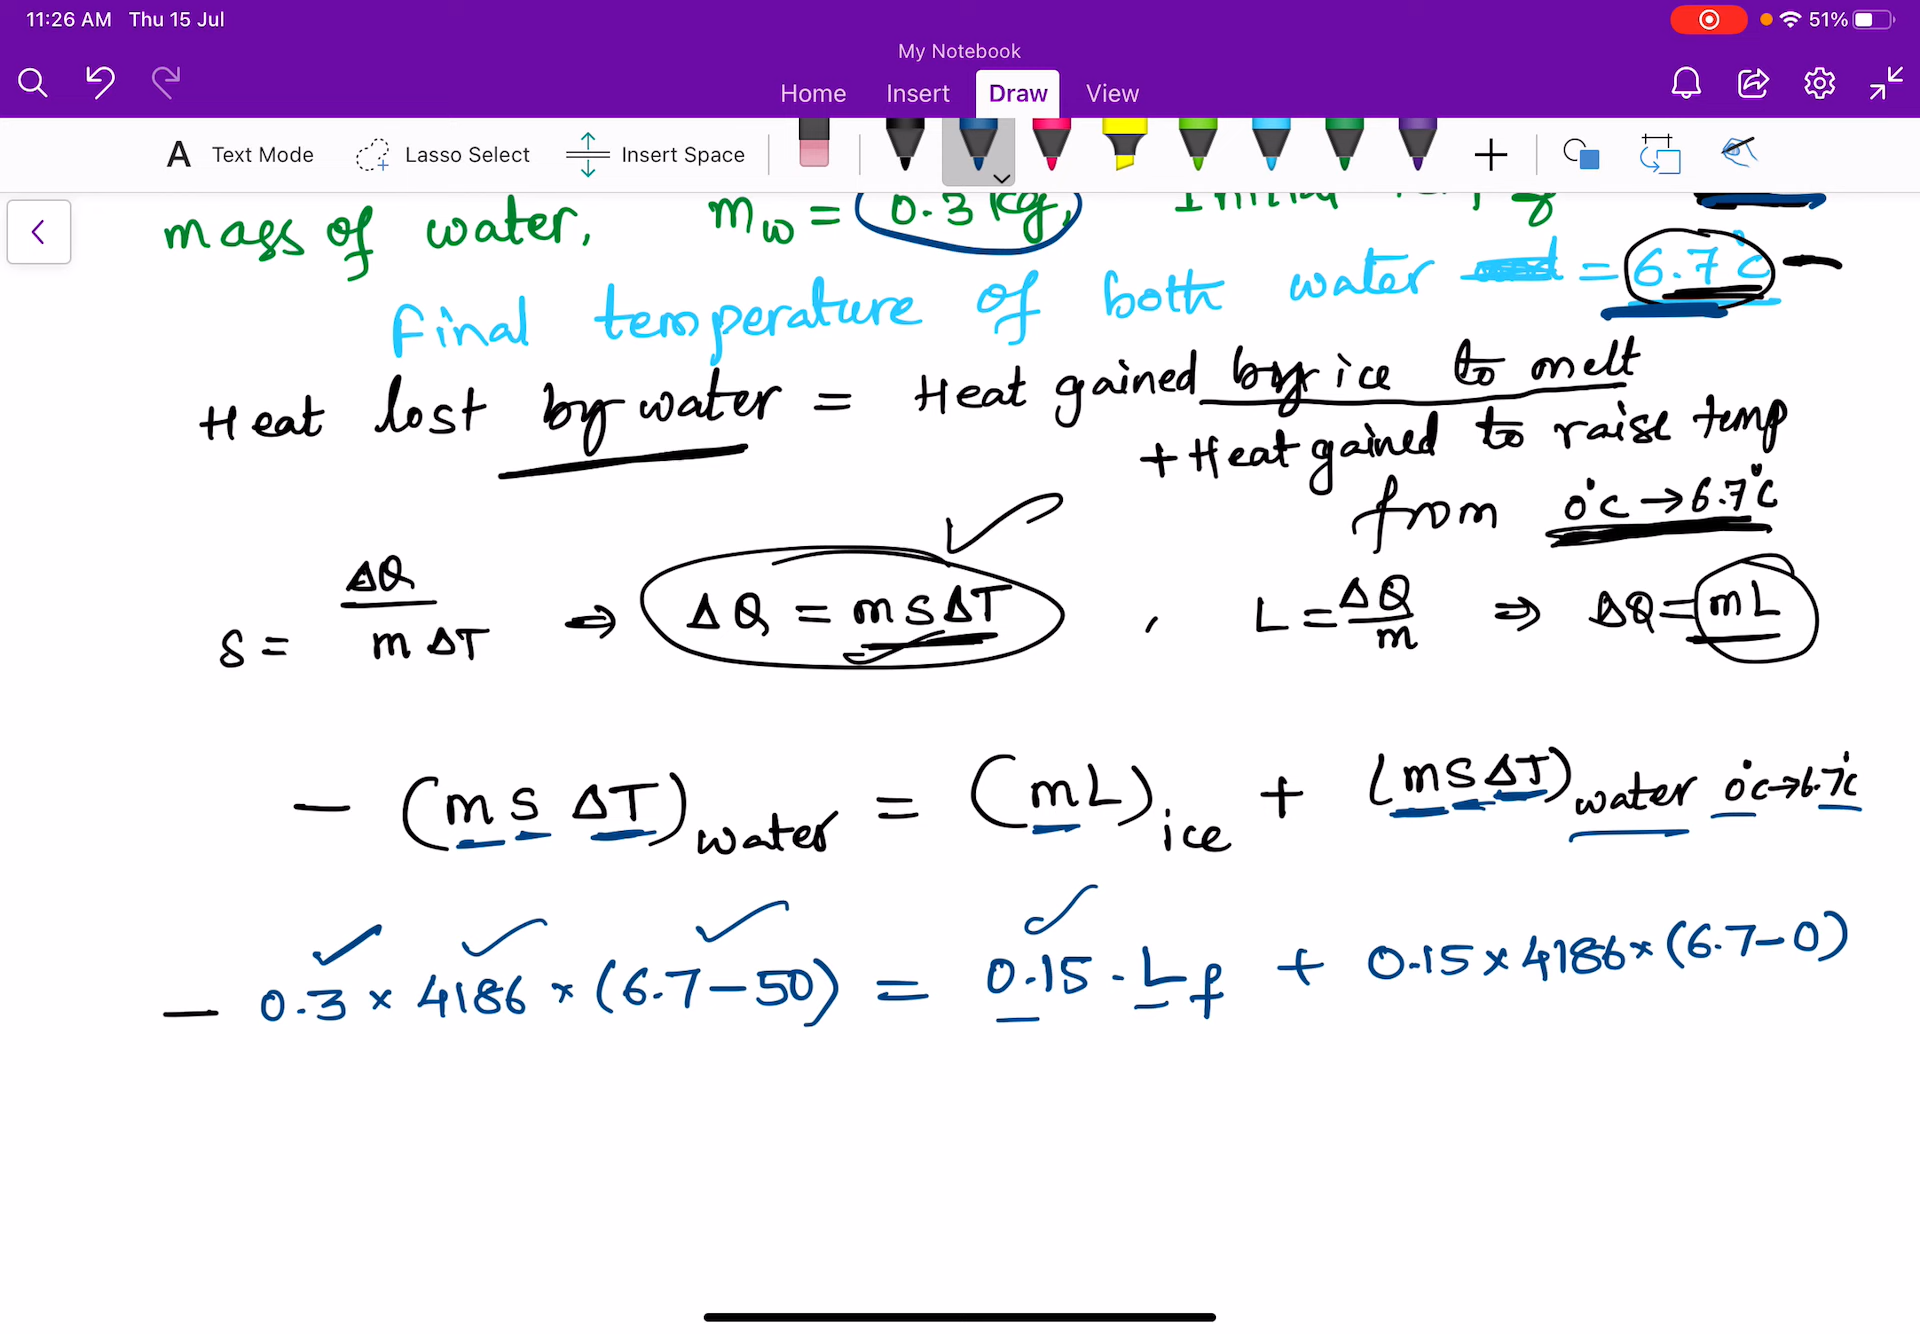 11:26 AM Thu 15 Jul
51%
My Notebook
Home Insert Draw View
A Text Mode Lasso Select Insert Space
mass of water, m_w = 0.3 kg, Initial
Final temperature of both water = 6.7°C
Heat lost by water = Heat gained by ice to melt
+ Heat gained to raise temp
from 0°C → 6.7°C
S = ΔQ / m ΔT ⇒ ΔQ = m S ΔT , L = ΔQ / m ⇒ ΔQ = mL
- (m S ΔT) water = (mL) ice + (m S ΔT) water 0°C → 6.7°C
- 0.3 × 4186 × (6.7 - 50) = 0.15 · L_f + 0.15 × 4186 × (6.7 - 0)